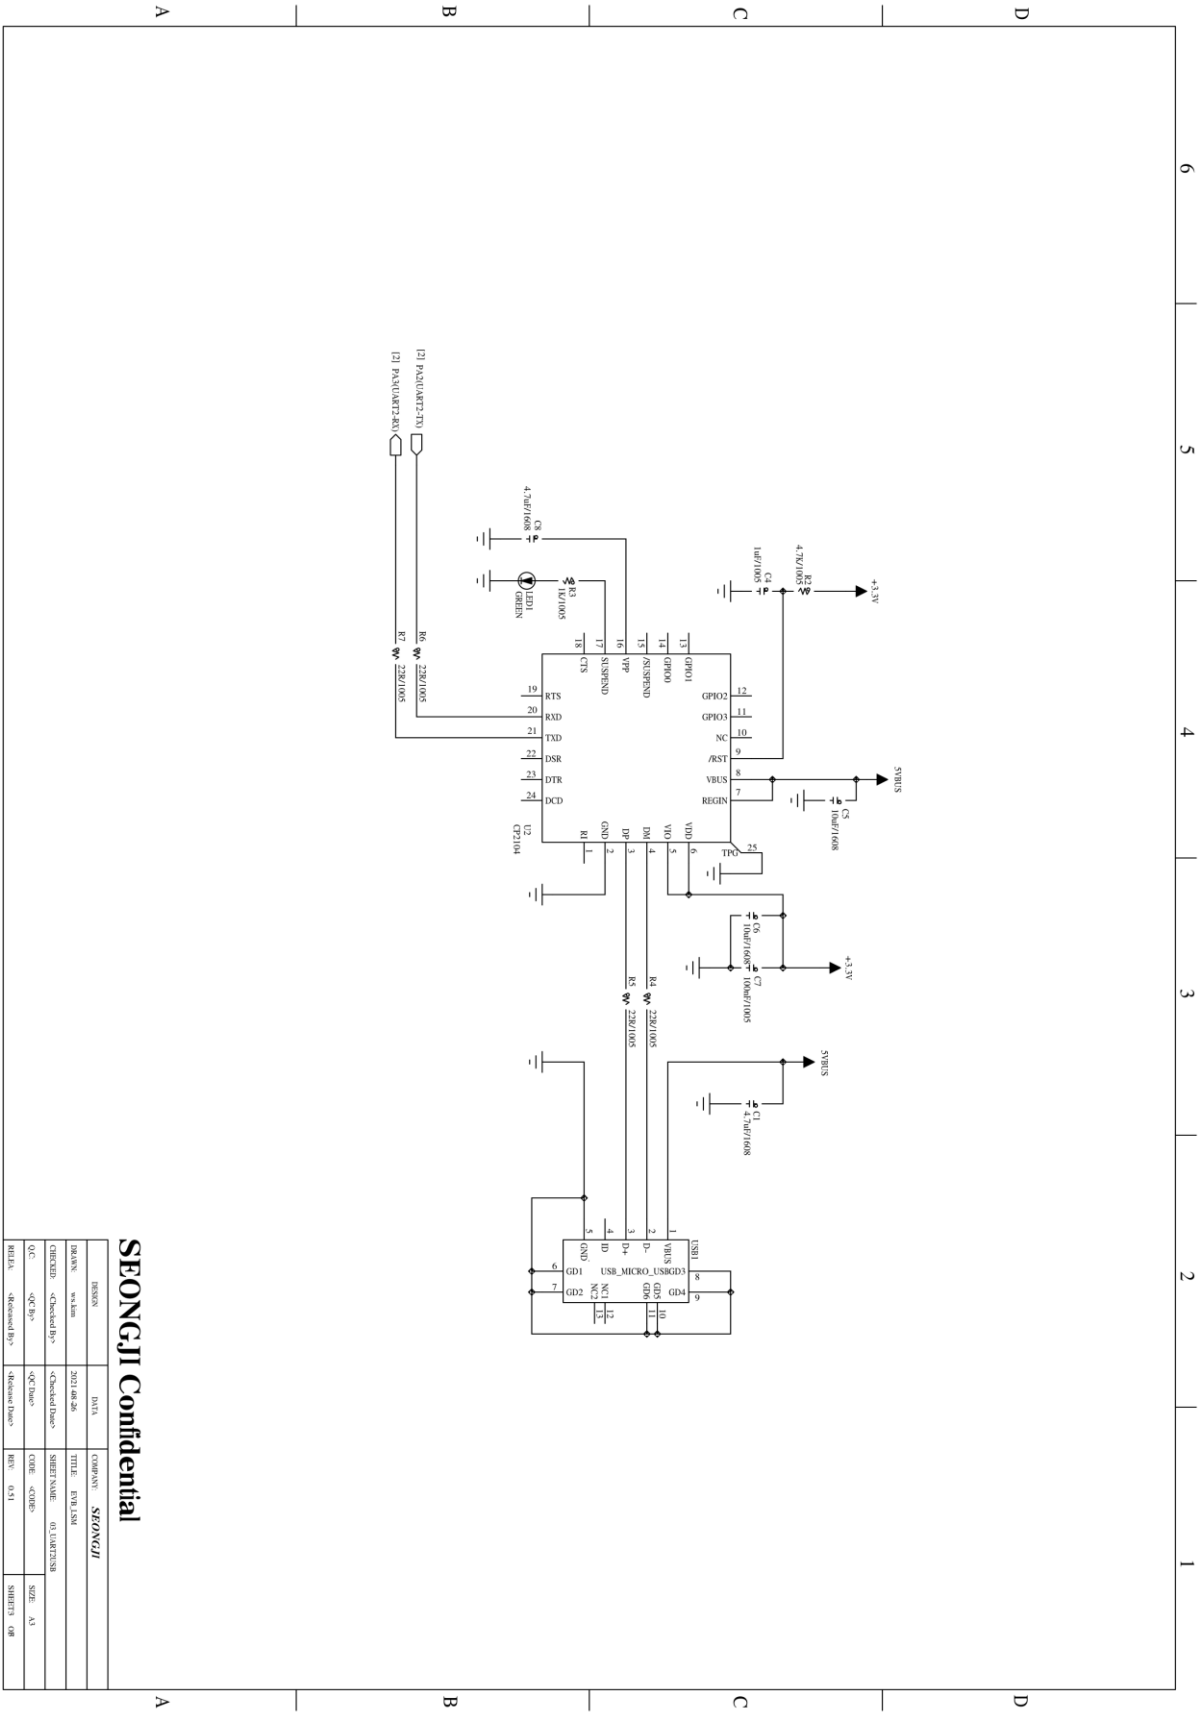 6
5
4
3
2
1
D
D
C
C
B
B
A
A
+3.3V
R2
4.7K/1005
C4
1uF/1005
5VBUS
C5
10uF/1608
+3.3V
C6
10uF/1608
C7
100nF/1005
5VBUS
C1
4.7uF/1608
C8
4.7uF/1608
R3
1K/1005
LED1
GREEN
[2] PA2(UART2-TX)
[2] PA3(UART2-RX)
R6 22R/1005
R7 22R/1005
R4 22R/1005
R5 22R/1005
13 GPIO1
14 GPIO0
15 /SUSPEND
16 VPP
17 SUSPEND
18 CTS
GPIO2 12
GPIO3 11
NC 10
/RST 9
VBUS 8
REGIN 7
TPG 25
19 RTS
20 RXD
21 TXD
22 DSR
23 DTR
24 DCD
VDD 6
VIO 5
DM 4
DP 3
GND 2
RI 1
U2
CP2104
USB1
1 VBUS
2 D-
3 D+
4 ID
5 GND
USB_MICRO_USB
6 GD1
7 GD2
GD3 8
GD4 9
GD5 10
GD6 11
NC1 12
NC2 13
SEONGJI Confidential
DESIGN DATA COMPANY: SEONGJI
DRAWN: ws.kim 2021-08-26 TITLE: EVB_LSM
CHECKED: <Checked By> <Checked Date> SHEET NAME: 03_UART2USB
Q.C: <QC By> <QC Date> CODE: <CODE> SIZE: A3
RELEA: <Released By> <Release Date> REV: 0.51 SHEET3 OB